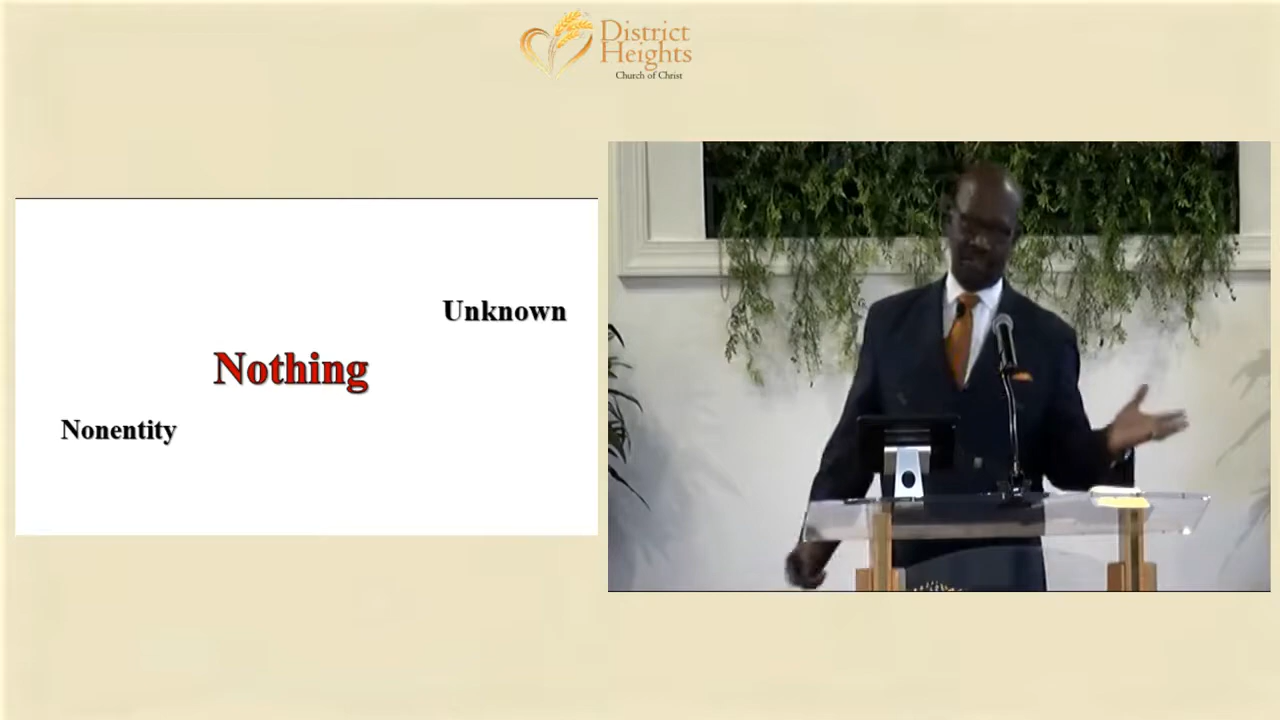 District
Heights
Church of Christ
Unknown
Nothing
Nonentity